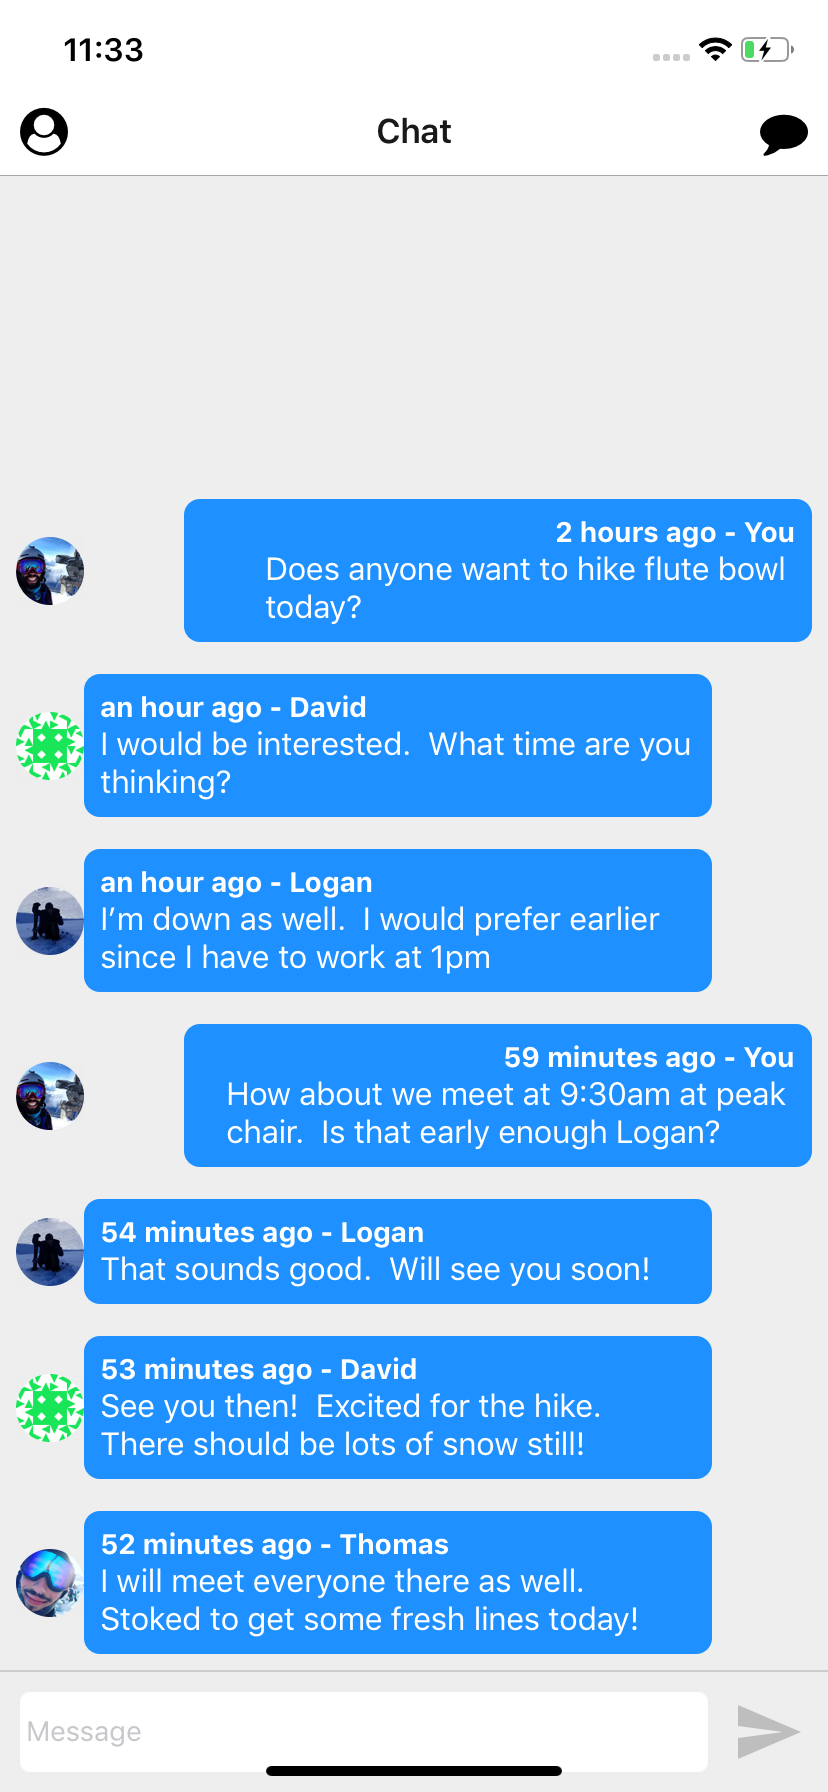 11:33
Chat
2 hours ago - You
Does anyone want to hike flute bowl
today?
an hour ago - David
I would be interested.  What time are you
thinking?
an hour ago - Logan
I’m down as well.  I would prefer earlier
since I have to work at 1pm
59 minutes ago - You
How about we meet at 9:30am at peak
chair.  Is that early enough Logan?
54 minutes ago - Logan
That sounds good.  Will see you soon!
53 minutes ago - David
See you then!  Excited for the hike.
There should be lots of snow still!
52 minutes ago - Thomas
I will meet everyone there as well.
Stoked to get some fresh lines today!
Message